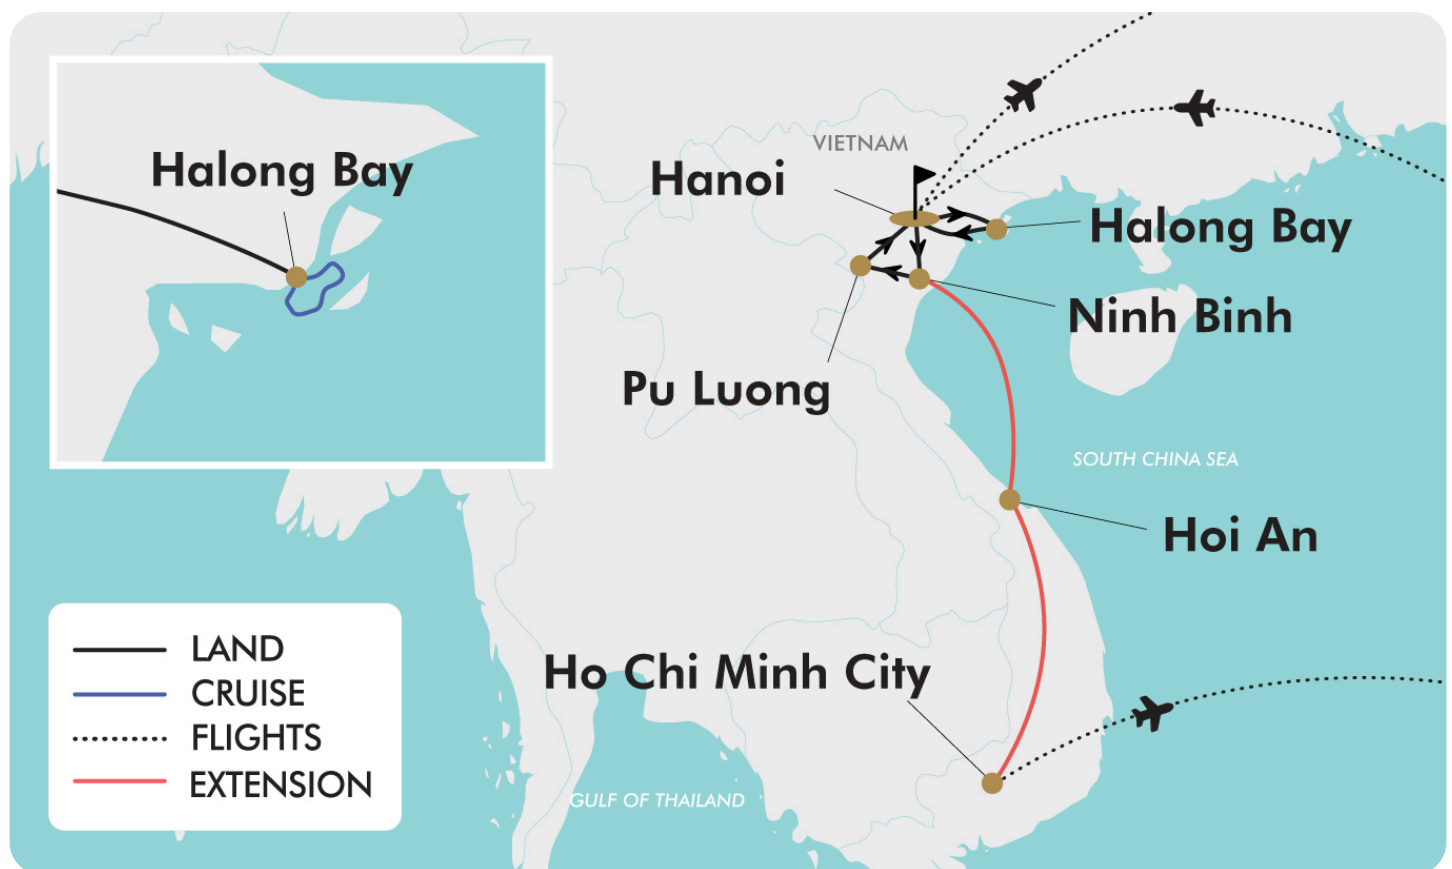 Halong Bay
VIETNAM
Hanoi
Halong Bay
Ninh Binh
Pu Luong
SOUTH CHINA SEA
Hoi An
Ho Chi Minh City
GULF OF THAILAND
LAND
CRUISE
FLIGHTS
EXTENSION